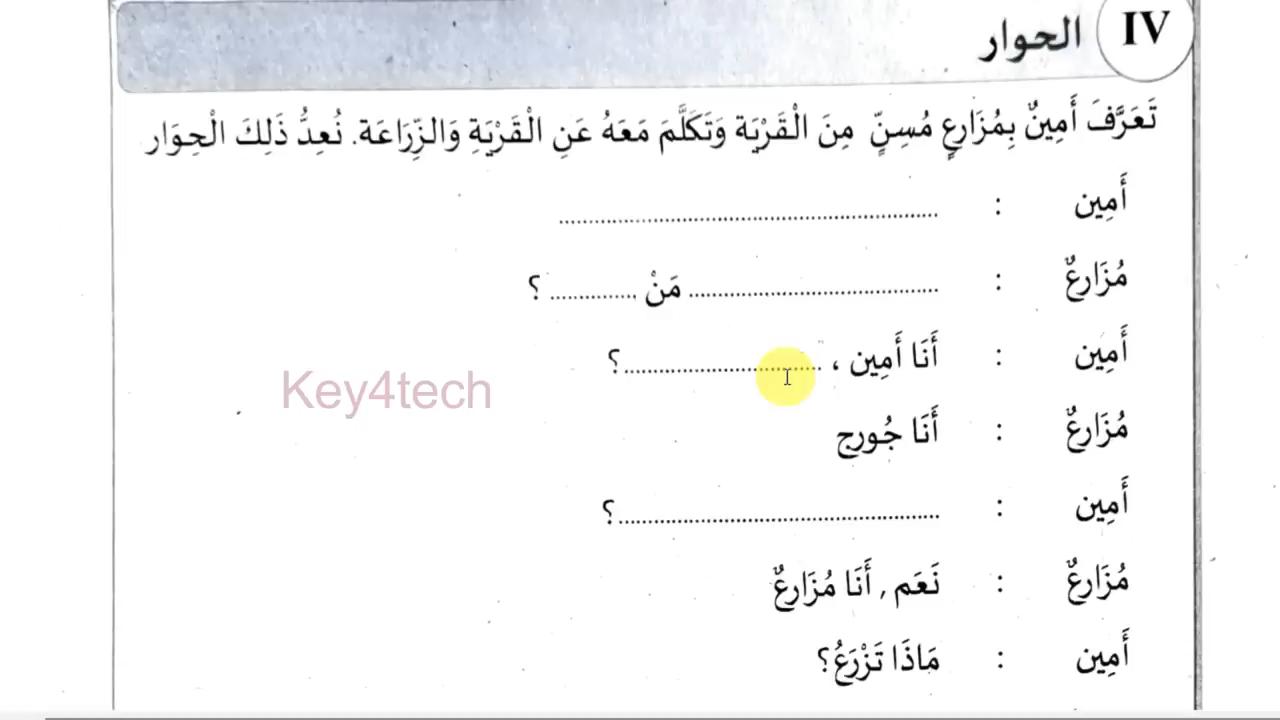 IV الحوار
تَعَرَّفَ أَمِينٌ بِمُزَارِعٍ مُسِنّ مِنَ الْقَرْيَة وَتَكَلَّمَ مَعَهُ عَنِ الْقَرْيَةِ وَالزِّرَاعَة. نُعِدُّ ذَلِكَ الْحِوَار
أَمِين : ............................................................
مُزَارِعٌ : ........................................ مَنْ ..............؟
أَمِين : أَنَا أَمِين ، ................................؟
Key4tech
مُزَارِعٌ : أَنَا جُورج
أَمِين : ....................................................؟
مُزَارِعٌ : نَعَم , أَنَا مُزَارِعٌ
أَمِين : مَاذَا تَزْرَعُ؟